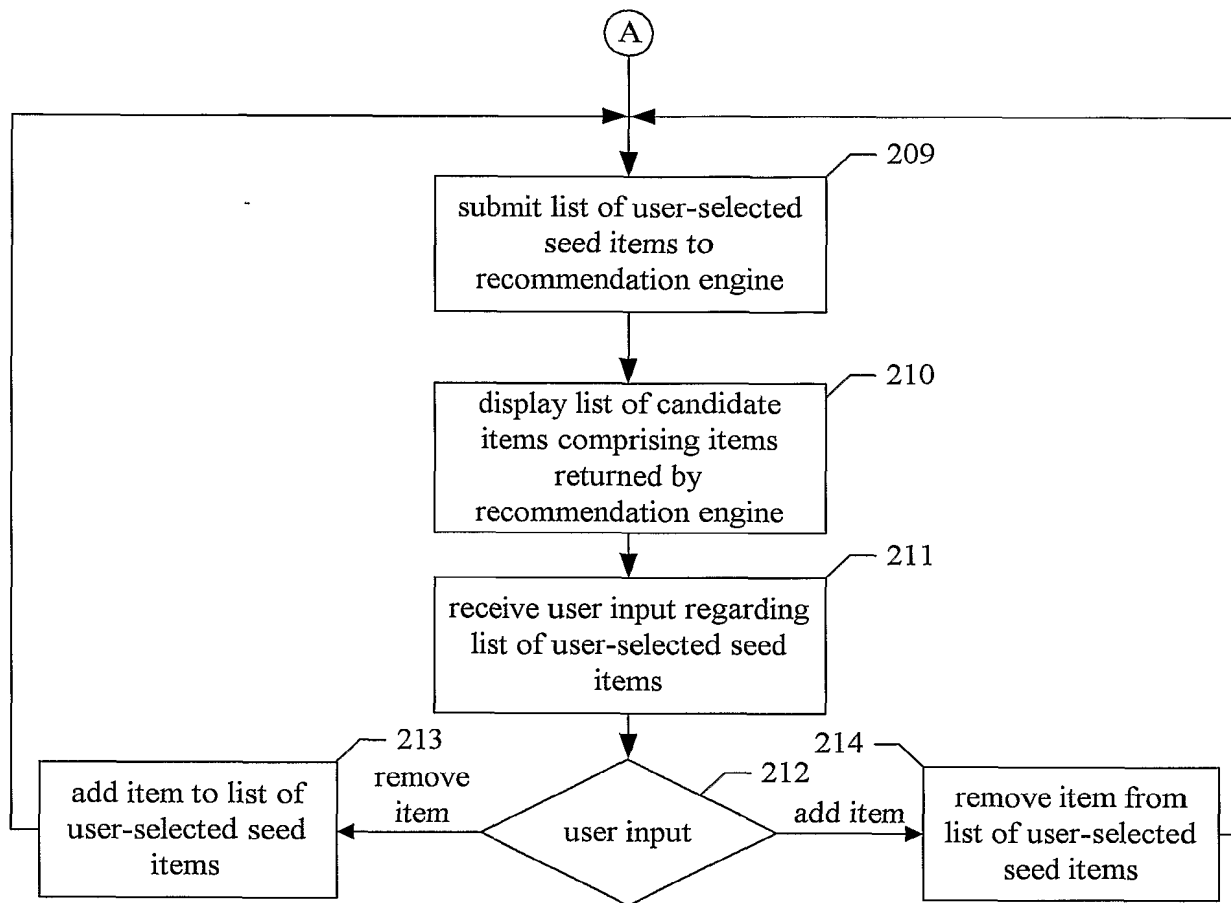 A
209
submit list of user-selected
seed items to
recommendation engine
210
display list of candidate
items comprising items
returned by
recommendation engine
211
receive user input regarding
list of user-selected seed
items
213
add item to list of
user-selected seed
items
remove
item
212
user input
add item
214
remove item from
list of user-selected
seed items